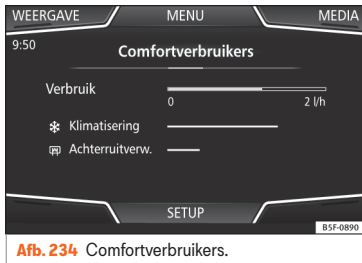 WEERGAVE MENU MEDIA
9:50
Comfortverbruikers
Verbruik
0 2 l/h
Klimatisering
Achterruitverw.
SETUP
B5F-0890
Afb. 234 Comfortverbruikers.